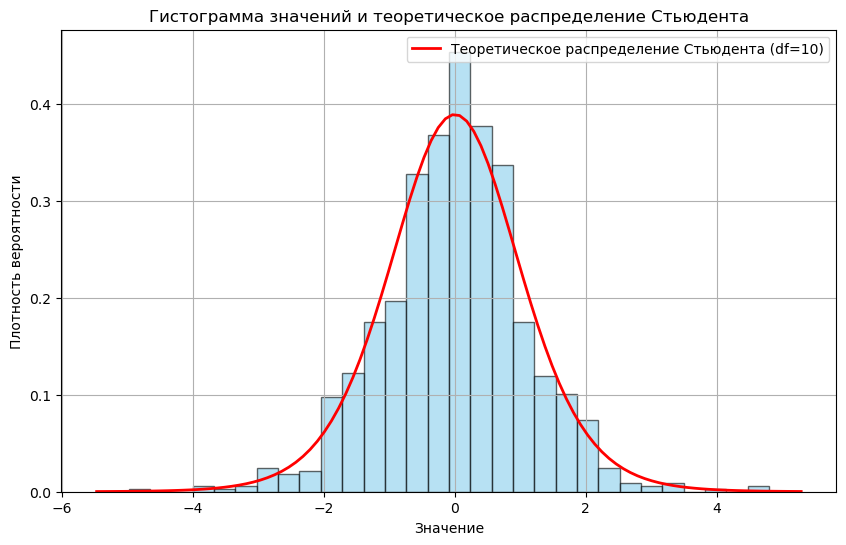 Гистограмма значений и теоретическое распределение Стьюдента
Теоретическое распределение Стьюдента (df=10)
Плотность вероятности
0.4
0.3
0.2
0.1
0.0
−6
−4
−2
0
2
4
Значение